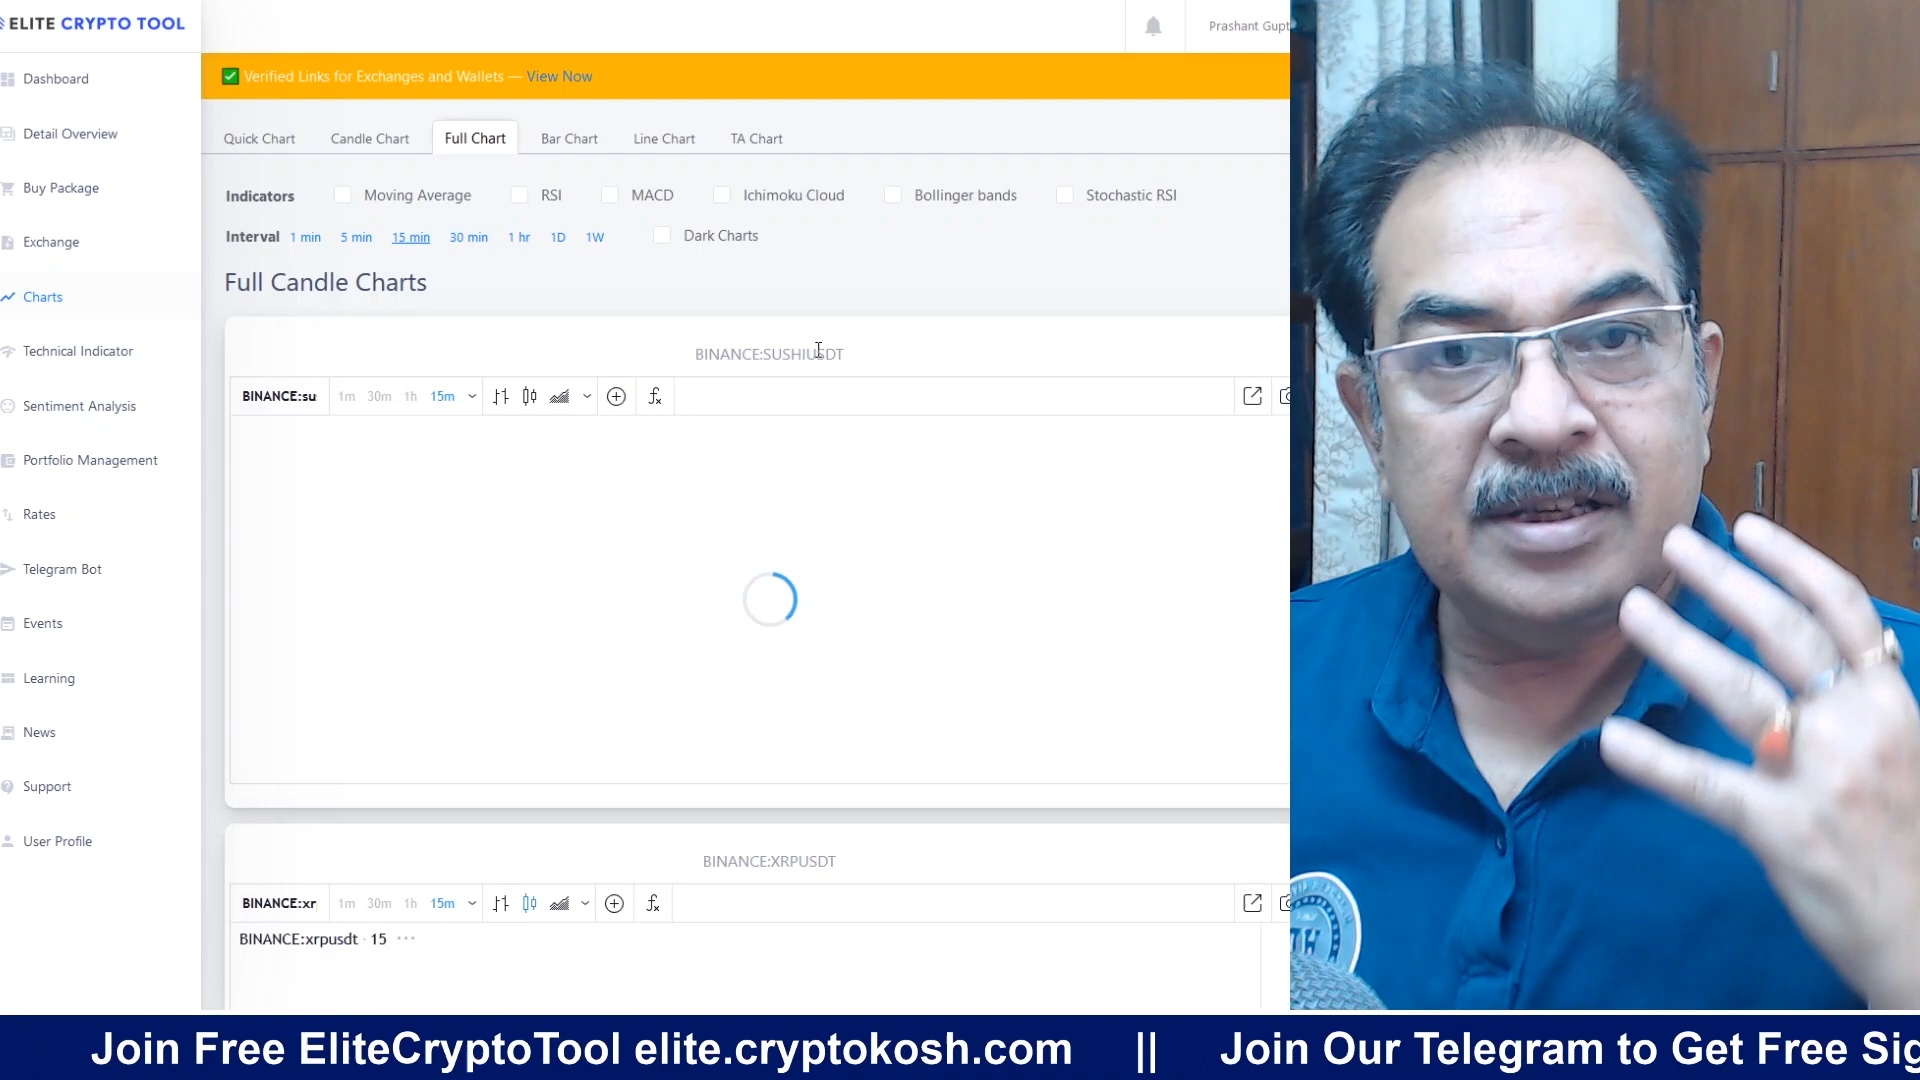 ELITE CRYPTO TOOL
Prashant Gupt
Dashboard
Detail Overview
Buy Package
Exchange
Charts
Technical Indicator
Sentiment Analysis
Portfolio Management
Rates
Telegram Bot
Events
Learning
News
Support
User Profile
Verified Links for Exchanges and Wallets — View Now
Quick Chart Candle Chart Full Chart Bar Chart Line Chart TA Chart
Indicators Moving Average RSI MACD Ichimoku Cloud Bollinger bands Stochastic RSI
Interval 1 min 5 min 15 min 30 min 1 hr 1D 1W Dark Charts
Full Candle Charts
BINANCE:SUSHIUSDT
BINANCE:su 1m 30m 1h 15m
BINANCE:XRPUSDT
BINANCE:xr 1m 30m 1h 15m
BINANCE:xrpusdt · 15 ···
Join Free EliteCryptoTool elite.cryptokosh.com || Join Our Telegram to Get Free Sig